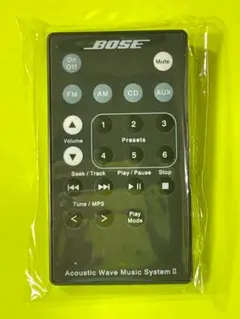 BOSE
On
Off
Mute
FM AM CD AUX
1 2 3
Volume
Presets
4 5 6
Seek / Track Play / Pause Stop
Tune / MP3
< >
Play
Mode
Acoustic Wave Music System II